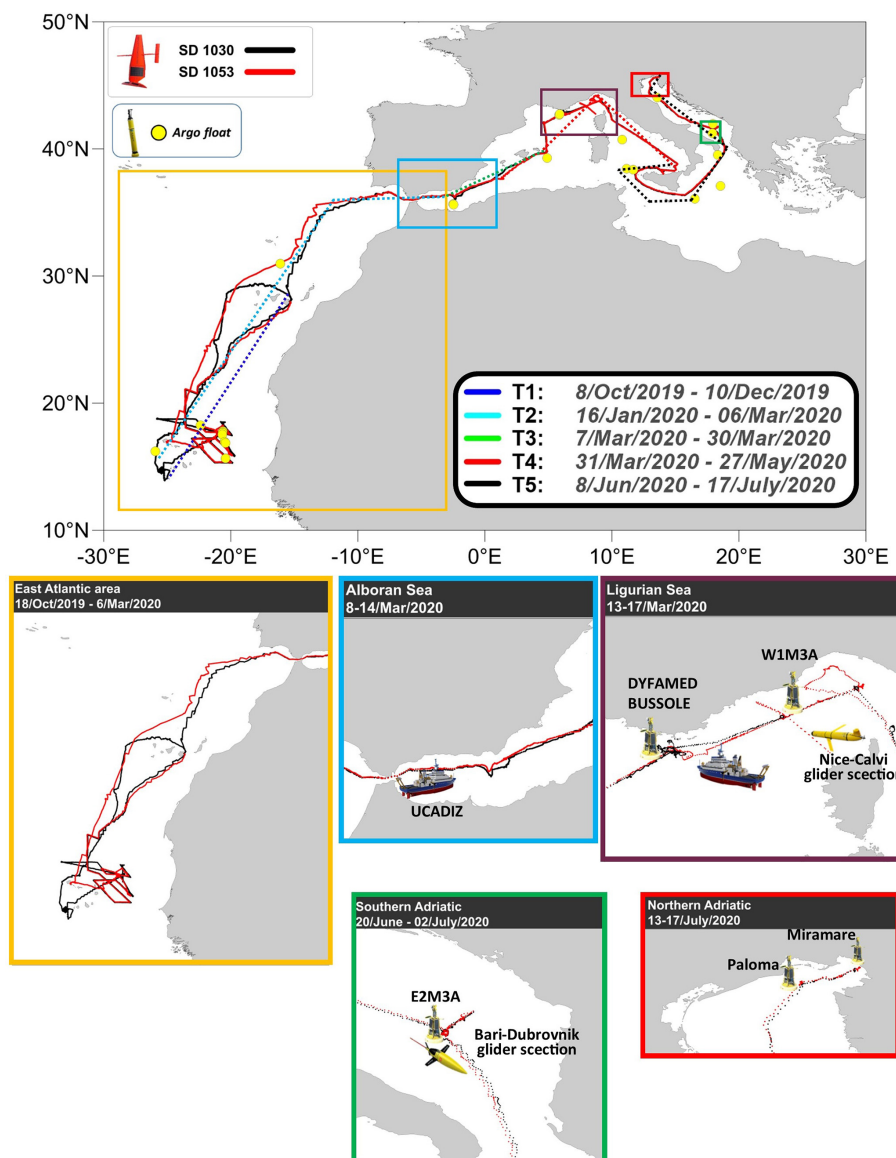 50°N
SD 1030
SD 1053
Argo float
40°N
30°N
20°N
10°N
T1: 8/Oct/2019 - 10/Dec/2019
T2: 16/Jan/2020 - 06/Mar/2020
T3: 7/Mar/2020 - 30/Mar/2020
T4: 31/Mar/2020 - 27/May/2020
T5: 8/Jun/2020 - 17/July/2020
-30°E -20°E -10°E 0°E 10°E 20°E 30°E
East Atlantic area
18/Oct/2019 - 6/Mar/2020
Alboran Sea
8-14/Mar/2020
UCADIZ
Ligurian Sea
13-17/Mar/2020
W1M3A
DYFAMED
BUSSOLE
Nice-Calvi
glider scection
Southern Adriatic
20/June - 02/July/2020
E2M3A
Bari-Dubrovnik
glider scection
Northern Adriatic
13-17/July/2020
Miramare
Paloma